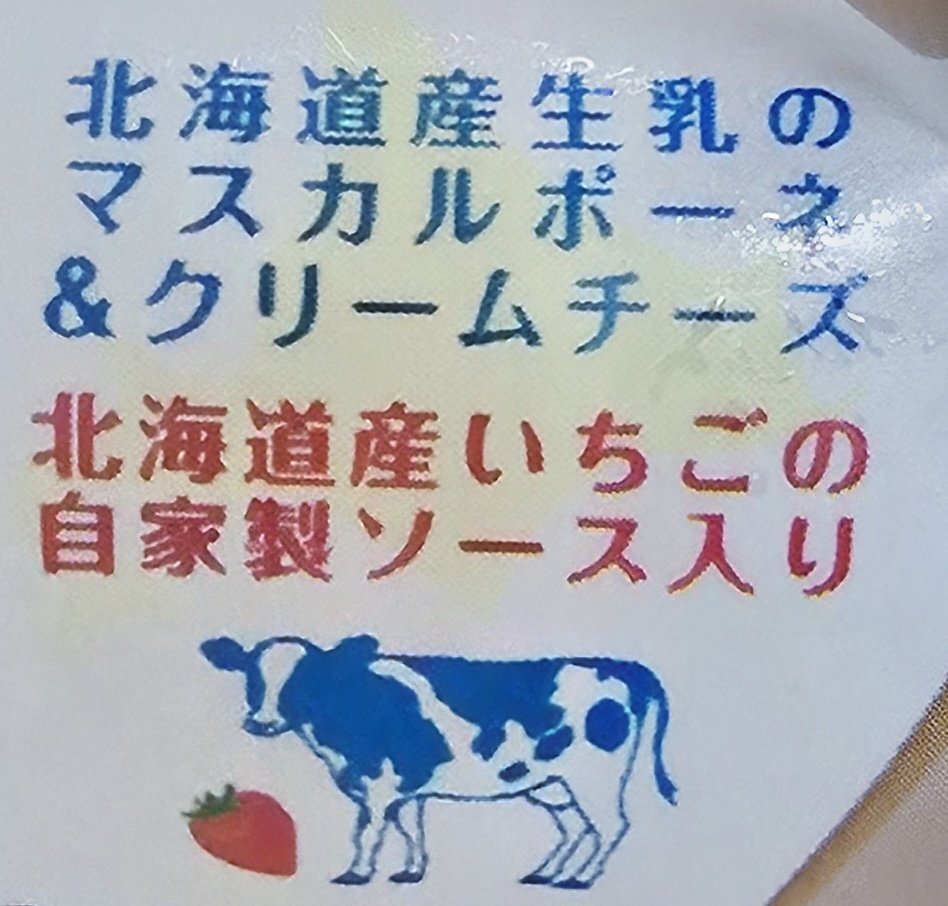 北海道産生乳の
マスカルポーネ
&クリームチーズ
北海道産いちごの
自家製ソース入り